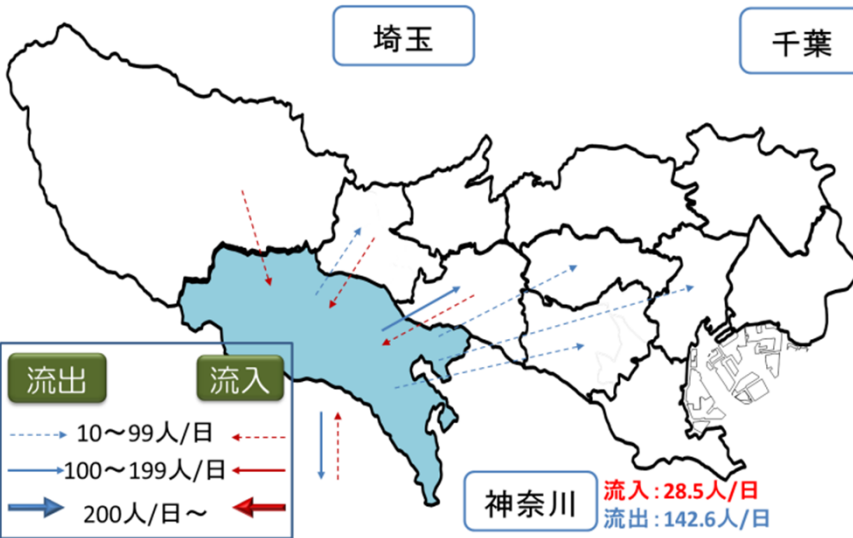 埼玉
千葉
流出
流入
10～99人/日
100～199人/日
200人/日～
神奈川
流入：28.5人/日
流出：142.6人/日